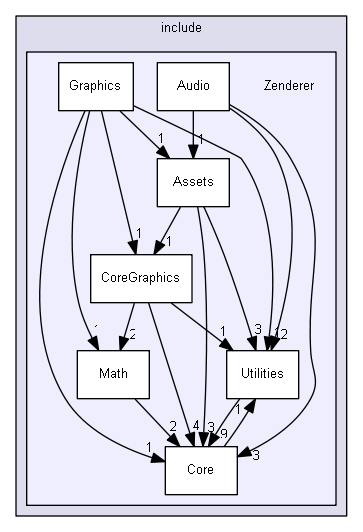 include
Graphics
Audio
Zenderer
1
1
Assets
1
1
CoreGraphics
1
2
1
3
2
Math
Utilities
1
2
4
3
9
1
3
Core